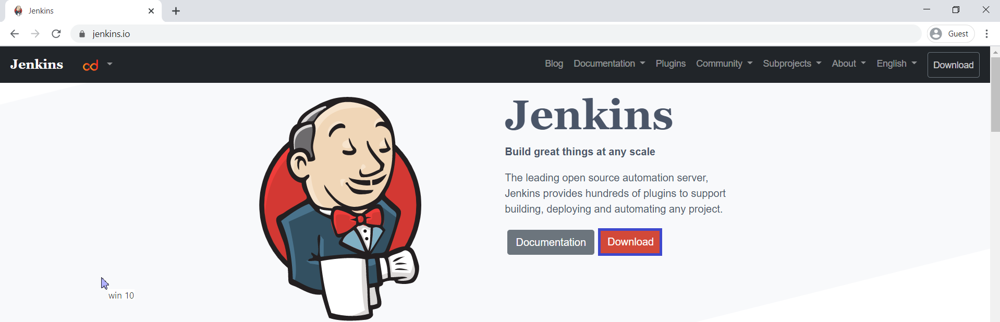 Jenkins
jenkins.io
Guest
Jenkins cd Blog Documentation Plugins Community Subprojects About English Download
Jenkins
Build great things at any scale
The leading open source automation server,
Jenkins provides hundreds of plugins to support
building, deploying and automating any project.
Documentation Download
win 10